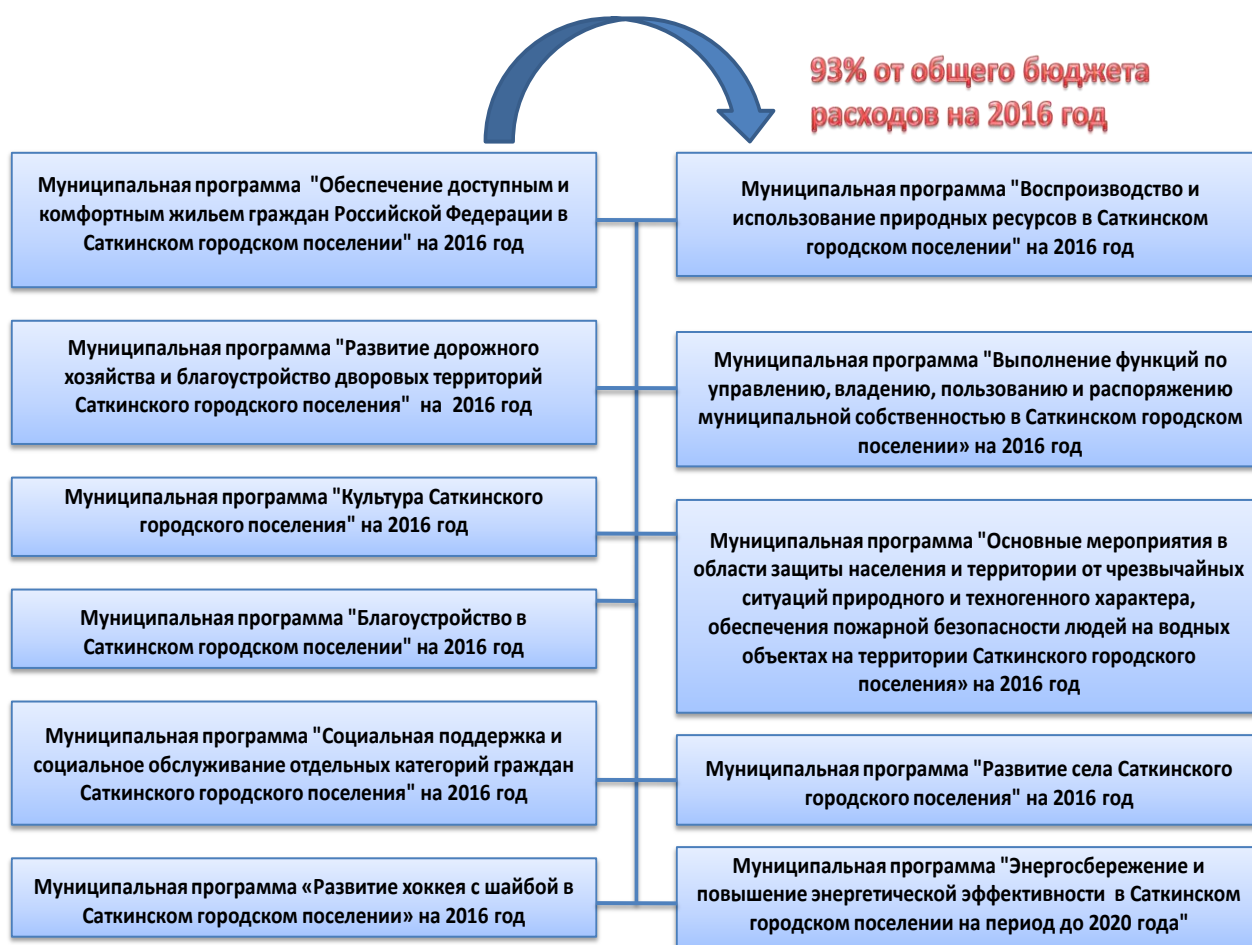 93% от общего бюджета
расходов на 2016 год
Муниципальная программа "Обеспечение доступным и
комфортным жильем граждан Российской Федерации в
Саткинском городском поселении" на 2016 год
Муниципальная программа "Развитие дорожного
хозяйства и благоустройство дворовых территорий
Саткинского городского поселения" на 2016 год
Муниципальная программа "Культура Саткинского
городского поселения" на 2016 год
Муниципальная программа "Благоустройство в
Саткинском городском поселении" на 2016 год
Муниципальная программа "Социальная поддержка и
социальное обслуживание отдельных категорий граждан
Саткинского городского поселения" на 2016 год
Муниципальная программа «Развитие хоккея с шайбой в
Саткинском городском поселении» на 2016 год
Муниципальная программа "Воспроизводство и
использование природных ресурсов в Саткинском
городском поселении" на 2016 год
Муниципальная программа "Выполнение функций по
управлению, владению, пользованию и распоряжению
муниципальной собственностью в Саткинском городском
поселении» на 2016 год
Муниципальная программа "Основные мероприятия в
области защиты населения и территории от чрезвычайных
ситуаций природного и техногенного характера,
обеспечения пожарной безопасности людей на водных
объектах на территории Саткинского городского
поселения» на 2016 год
Муниципальная программа "Развитие села Саткинского
городского поселения" на 2016 год
Муниципальная программа "Энергосбережение и
повышение энергетической эффективности в Саткинском
городском поселении на период до 2020 года"